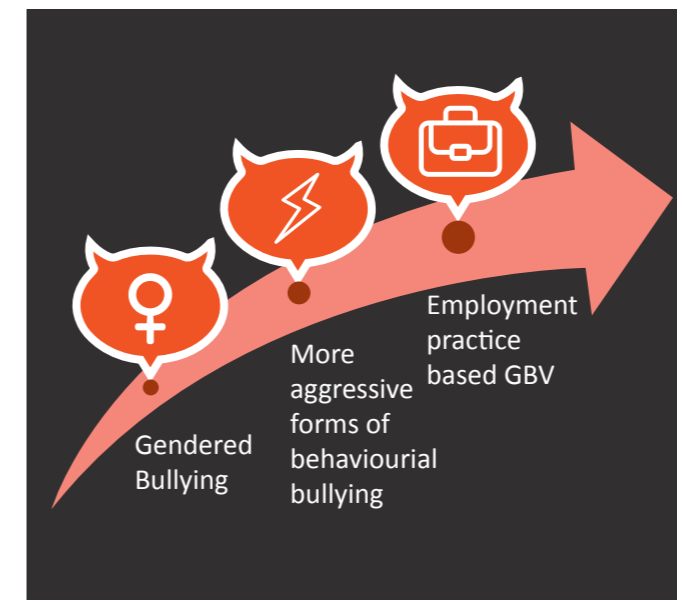 Gendered
Bullying
More
aggressive
forms of
behaviourial
bullying
Employment
practice
based GBV